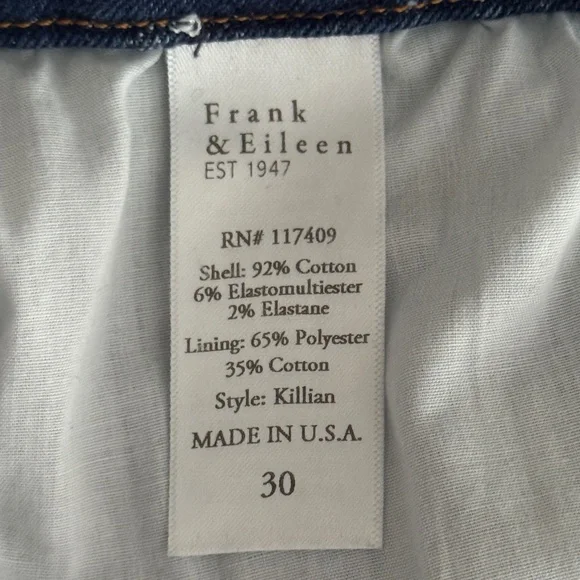 Frank
& Eileen
EST 1947
RN# 117409
Shell: 92% Cotton
6% Elastomultiester
2% Elastane
Lining: 65% Polyester
35% Cotton
Style: Killian
MADE IN U.S.A.
30